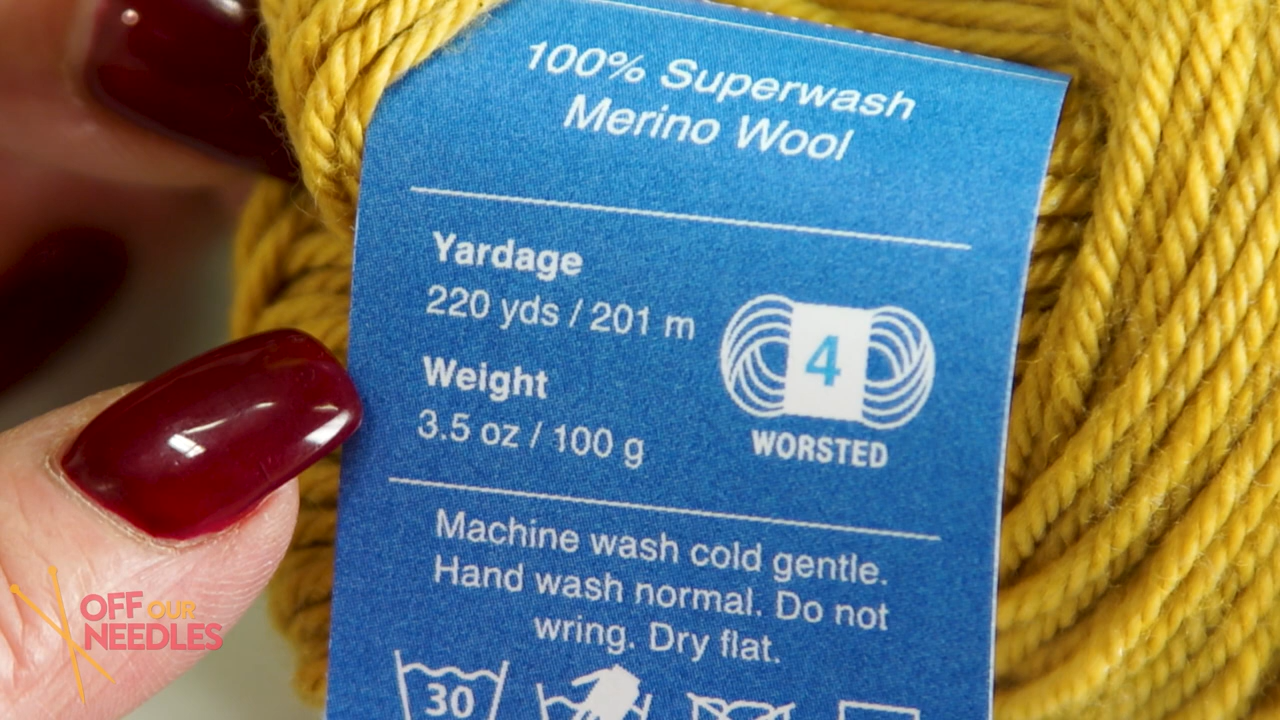 100% Superwash
Merino Wool
Yardage
220 yds / 201 m
Weight
3.5 oz / 100 g
4
WORSTED
Machine wash cold gentle.
Hand wash normal. Do not
wring. Dry flat.
30
OFF OUR
NEEDLES